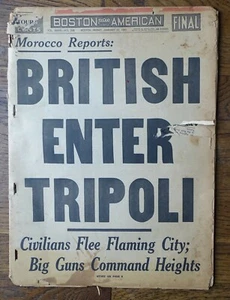 BOSTON AMERICAN
FINAL
Morocco Reports:
BRITISH
ENTER
TRIPOLI
Civilians Flee Flaming City;
Big Guns Command Heights